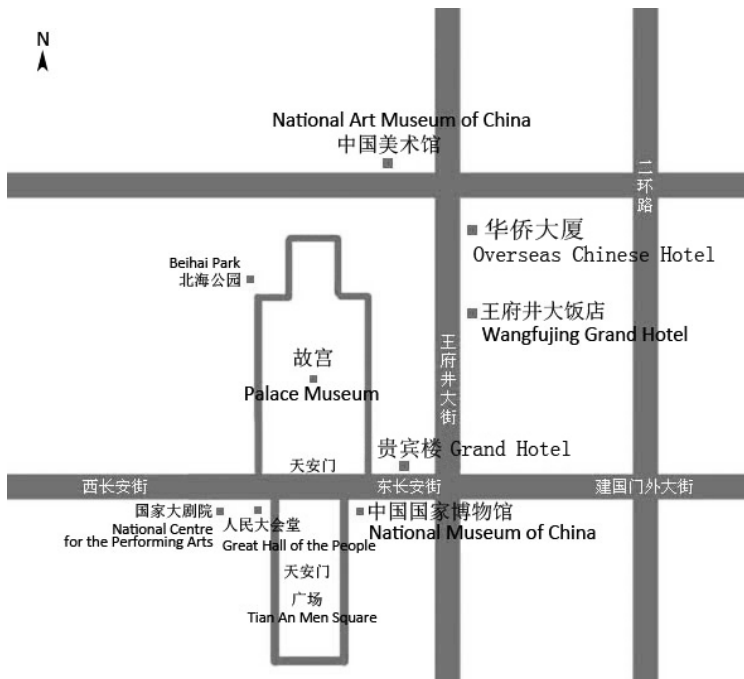 N
National Art Museum of China
中国美术馆
二环路
华侨大厦
Overseas Chinese Hotel
Beihai Park
北海公园
王府井大饭店
Wangfujing Grand Hotel
王府井大街
故宫
Palace Museum
贵宾楼 Grand Hotel
天安门
西长安街
东长安街
建国门外大街
国家大剧院
National Centre
for the Performing Arts
人民大会堂
Great Hall of the People
中国国家博物馆
National Museum of China
天安门
广场
Tian An Men Square